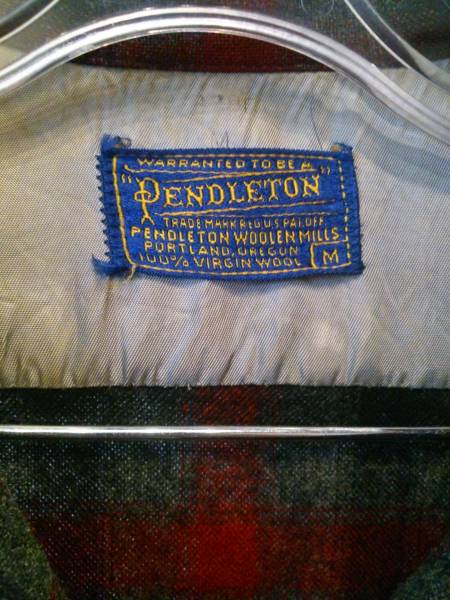 WARRANTED TO BE A
"PENDLETON"
TRADE MARK REG U.S. PAT. OFF.
PENDLETON WOOLEN MILLS
PORTLAND, OREGON
100% VIRGIN WOOL
M